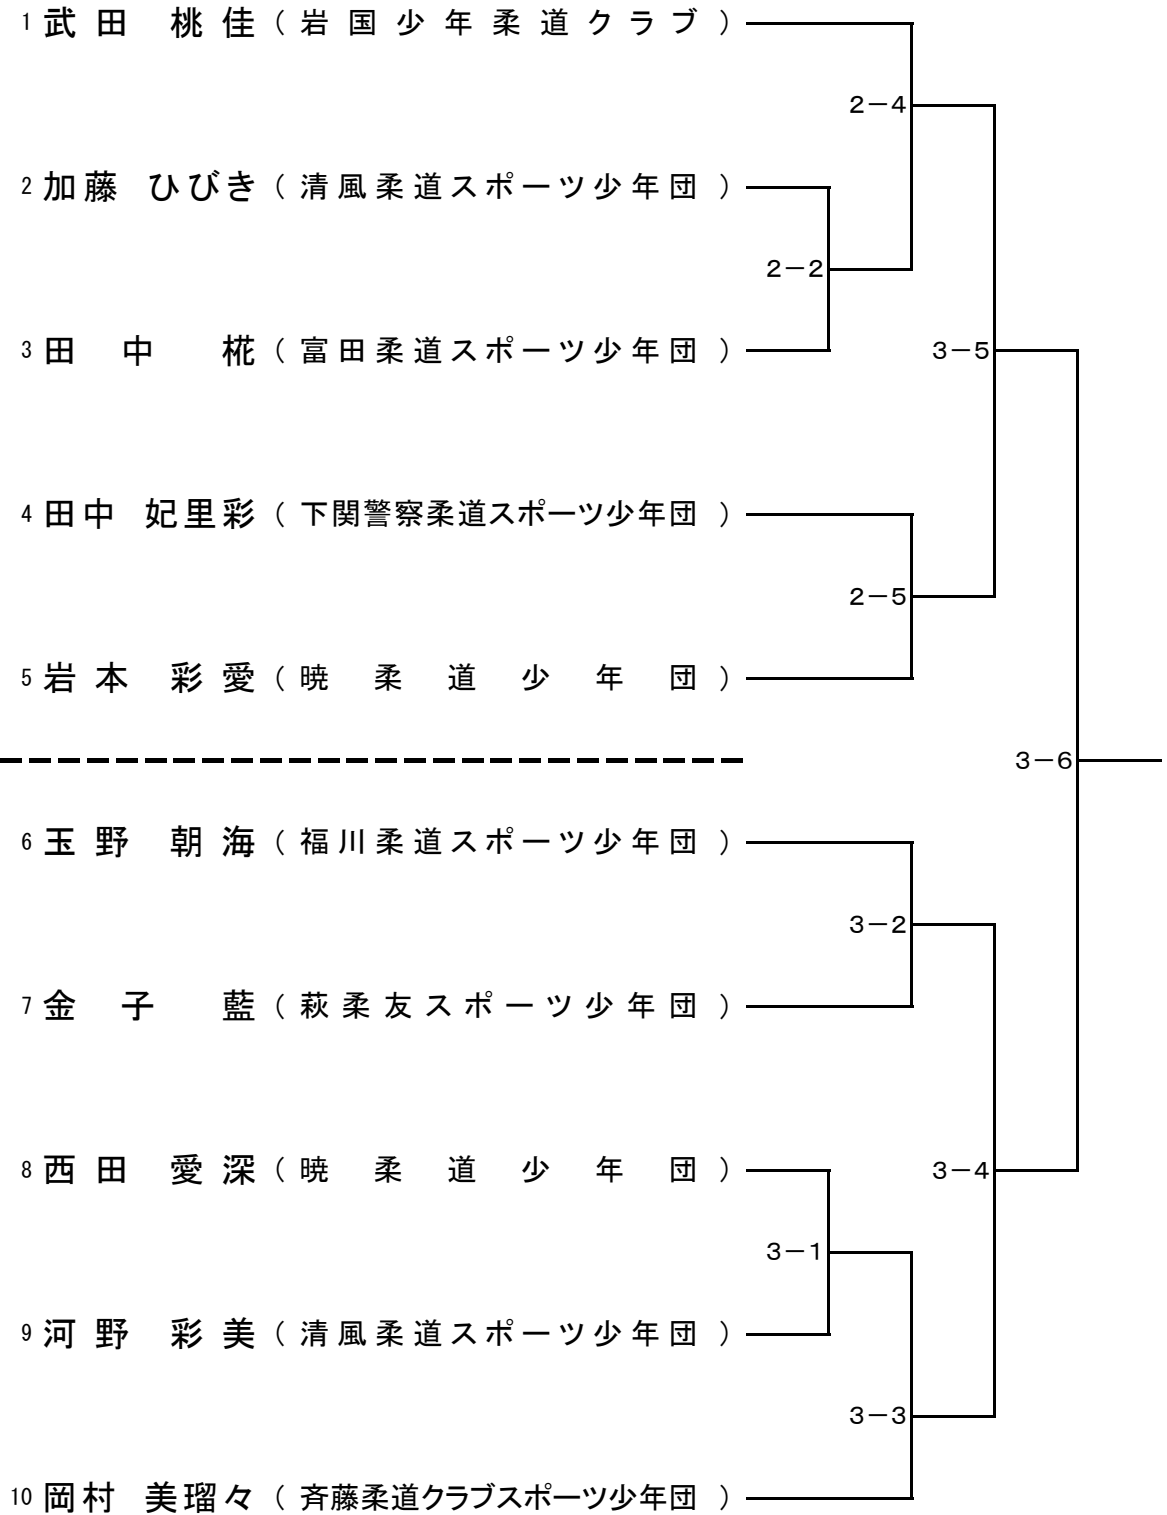 1 武田 桃佳 (岩国少年柔道クラブ)
2-4
2 加藤 ひびき (清風柔道スポーツ少年団)
2-2
3 田中 椛 (富田柔道スポーツ少年団)
3-5
4 田中 妃里彩 (下関警察柔道スポーツ少年団)
2-5
5 岩本 彩愛 (暁柔道少年団)
3-6
6 玉野 朝海 (福川柔道スポーツ少年団)
3-2
7 金子 藍 (萩柔友スポーツ少年団)
8 西田 愛深 (暁柔道少年団)
3-4
3-1
9 河野 彩美 (清風柔道スポーツ少年団)
3-3
10 岡村 美瑠々 (斉藤柔道クラブスポーツ少年団)